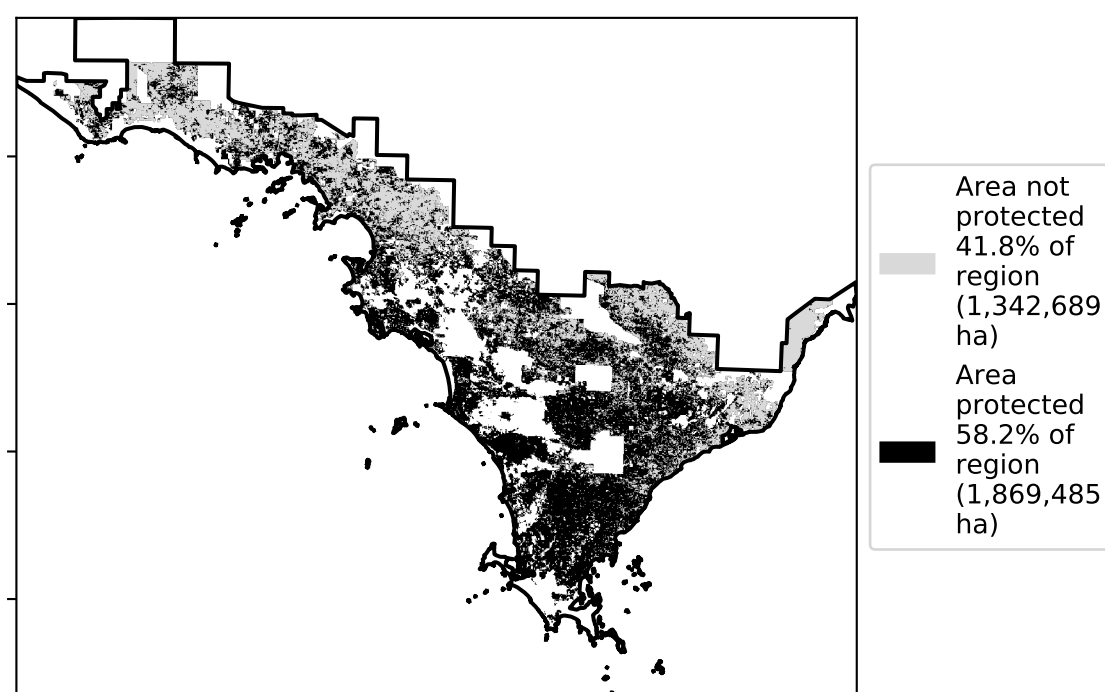 Area not
protected
41.8% of
region
(1,342,689
ha)
Area
protected
58.2% of
region
(1,869,485
ha)